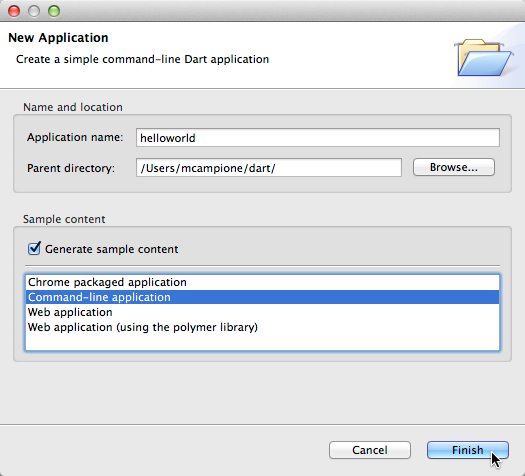 New Application
Create a simple command-line Dart application
Name and location
Application name: helloworld
Parent directory: /Users/mcampione/dart/ Browse...
Sample content
Generate sample content
Chrome packaged application
Command-line application
Web application
Web application (using the polymer library)
Cancel Finish